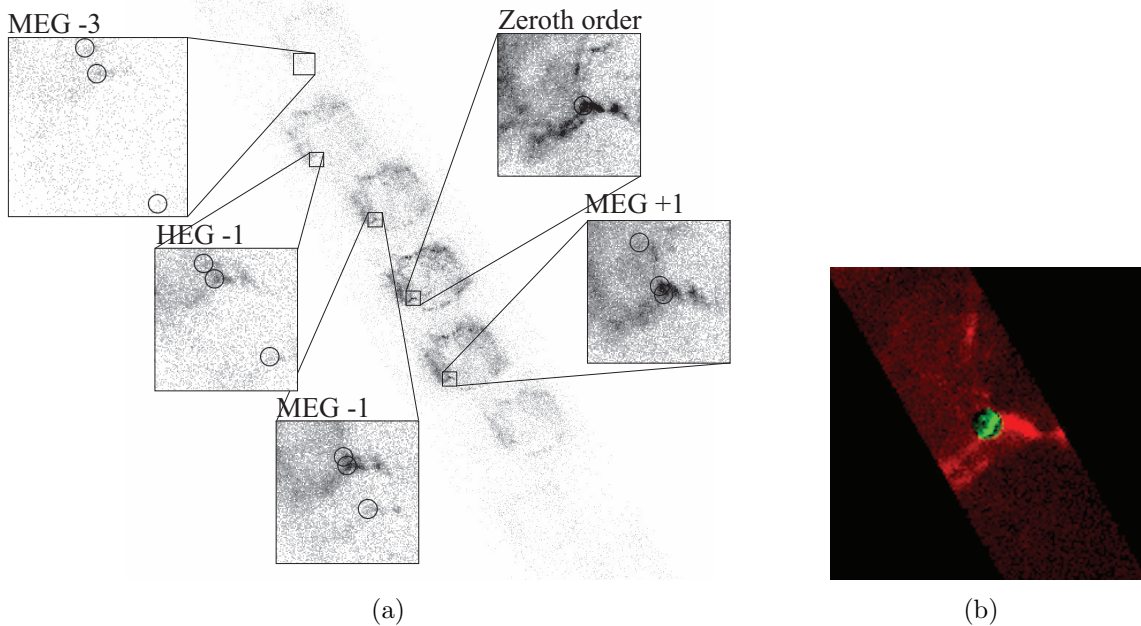 MEG -3
Zeroth order
MEG +1
HEG -1
MEG -1
(a)
(b)